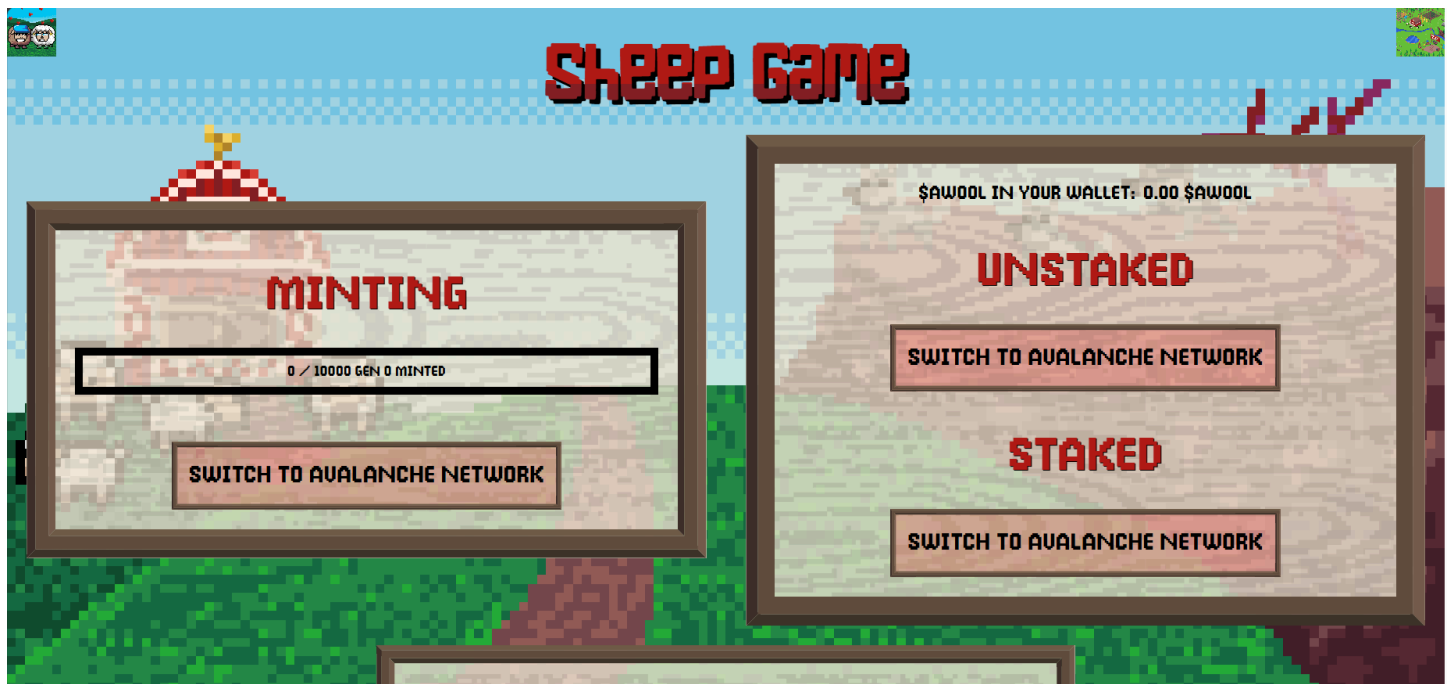 Sheep Game
MINTING
0 / 10000 GEN 0 MINTED
SWITCH TO AVALANCHE NETWORK
$AWOOL IN YOUR WALLET: 0.00 $AWOOL
UNSTAKED
SWITCH TO AVALANCHE NETWORK
STAKED
SWITCH TO AVALANCHE NETWORK